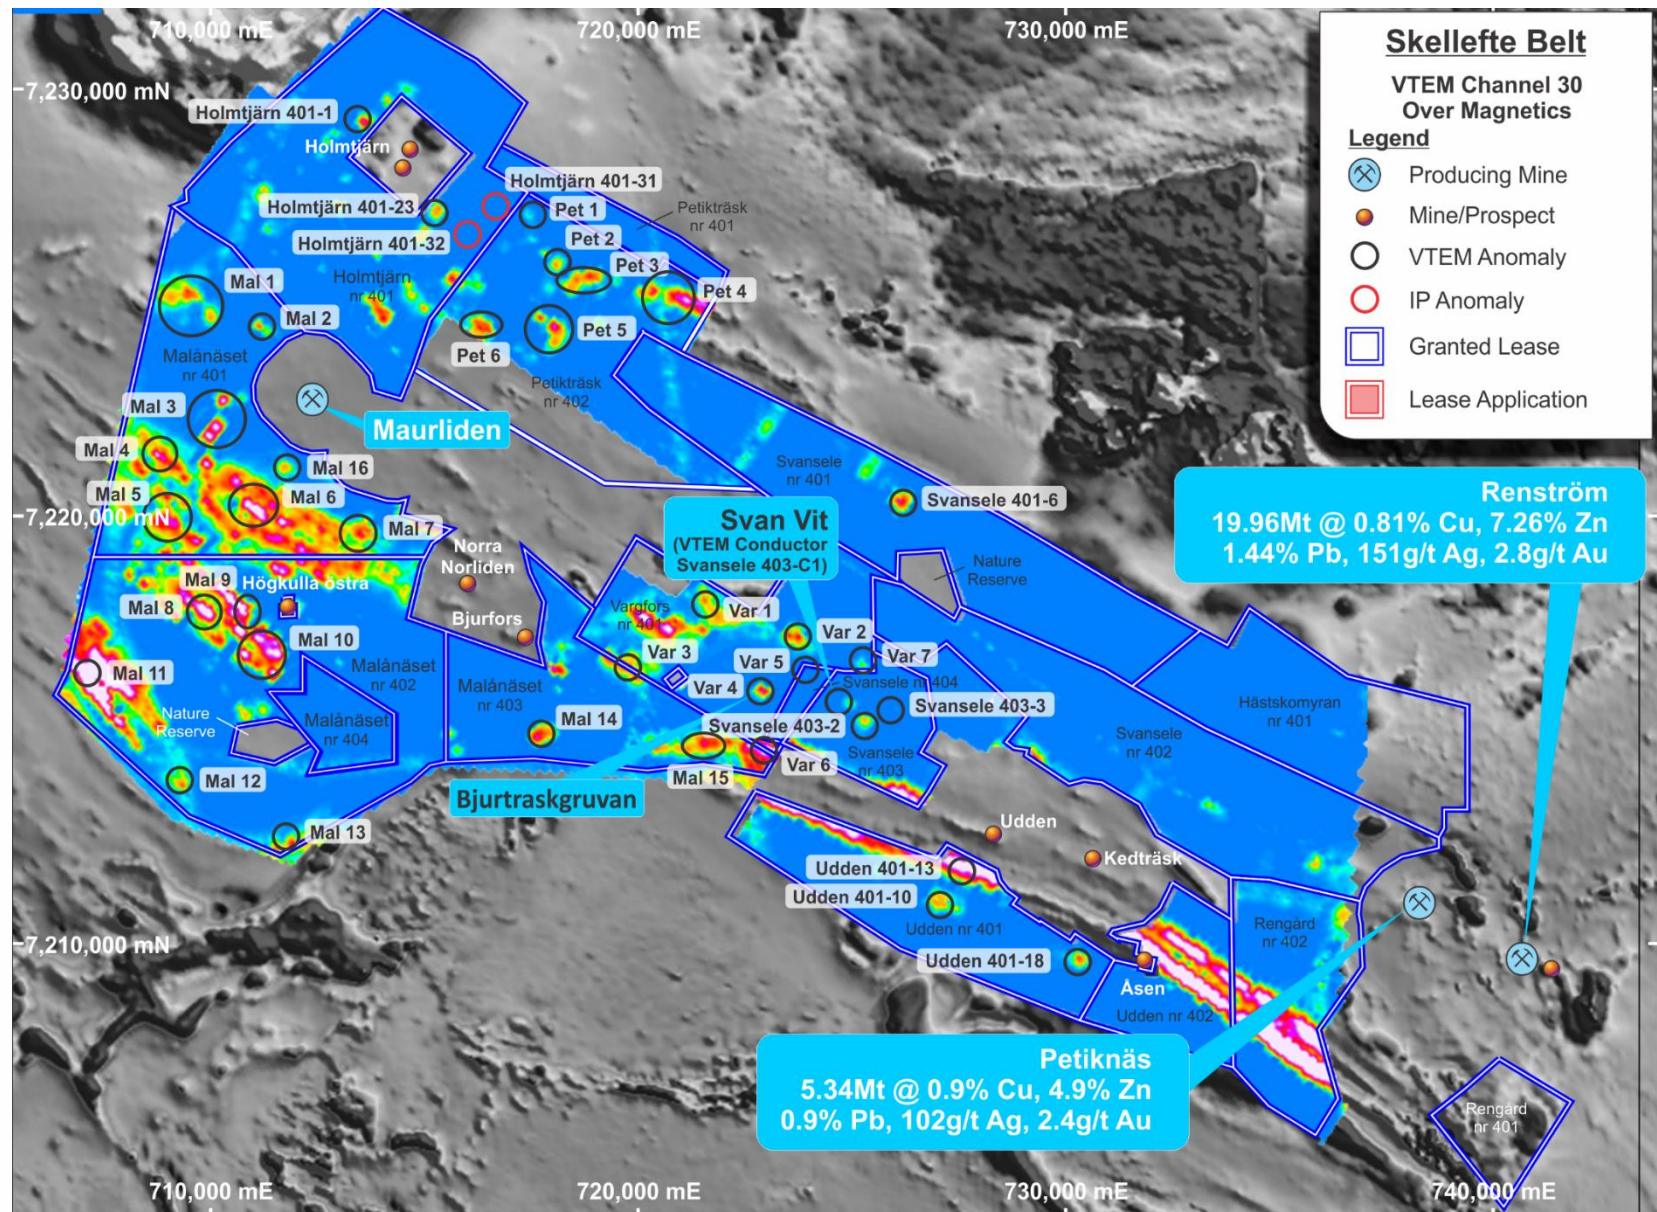 710,000 mE
720,000 mE
730,000 mE
7,230,000 mN
7,220,000 mN
7,210,000 mN
Skellefte Belt
VTEM Channel 30
Over Magnetics
Legend
Producing Mine
Mine/Prospect
VTEM Anomaly
IP Anomaly
Granted Lease
Lease Application
Holmtjärn 401-1
Holmtjärn
Holmtjärn 401-31
Holmtjärn 401-23
Holmtjärn 401-32
Pet 1
Petikträsk
nr 401
Pet 2
Pet 3
Pet 4
Pet 5
Pet 6
Holmtjärn
nr 401
Mal 1
Mal 2
Malånäset
nr 401
Petikträsk
nr 402
Mal 3
Maurliden
Mal 4
Mal 16
Mal 5
Mal 6
Mal 7
Svansele
nr 401
Svansele 401-6
Renström
19.96Mt @ 0.81% Cu, 7.26% Zn
1.44% Pb, 151g/t Ag, 2.8g/t Au
Svan Vit
(VTEM Conductor
Svansele 403-C1)
Norra
Norliden
Nature
Reserve
Mal 9
Högkulla östra
Mal 8
Bjurfors
Vargfors
nr 401
Var 1
Var 2
Mal 10
Var 3
Var 5
Var 7
Mal 11
Malånäset
nr 402
Malånäset
nr 403
Var 4
Svansele nr 404
Svansele 403-3
Hästskomyran
nr 401
Nature
Reserve
Malånäset
nr 404
Mal 14
Svansele 403-2
Svansele
nr 402
Svansele
nr 403
Mal 12
Mal 15
Var 6
Bjurtraskgruvan
Mal 13
Udden
Kedträsk
Udden 401-13
Udden 401-10
Udden nr 401
Rengård
nr 402
Udden 401-18
Åsen
Udden nr 402
Petiknäs
5.34Mt @ 0.9% Cu, 4.9% Zn
0.9% Pb, 102g/t Ag, 2.4g/t Au
Rengård
nr 401
710,000 mE
720,000 mE
730,000 mE
740,000 mE